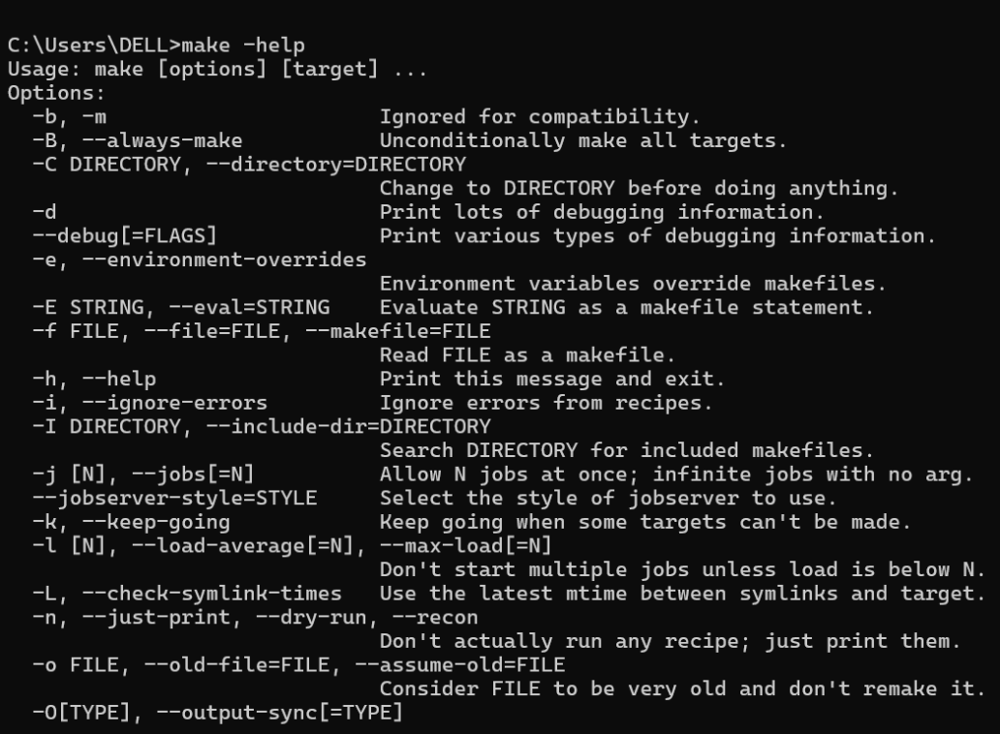 C:\Users\DELL>make -help
Usage: make [options] [target] ...
Options:
  -b, -m                      Ignored for compatibility.
  -B, --always-make           Unconditionally make all targets.
  -C DIRECTORY, --directory=DIRECTORY
                              Change to DIRECTORY before doing anything.
  -d                          Print lots of debugging information.
  --debug[=FLAGS]             Print various types of debugging information.
  -e, --environment-overrides
                              Environment variables override makefiles.
  -E STRING, --eval=STRING    Evaluate STRING as a makefile statement.
  -f FILE, --file=FILE, --makefile=FILE
                              Read FILE as a makefile.
  -h, --help                  Print this message and exit.
  -i, --ignore-errors         Ignore errors from recipes.
  -I DIRECTORY, --include-dir=DIRECTORY
                              Search DIRECTORY for included makefiles.
  -j [N], --jobs[=N]          Allow N jobs at once; infinite jobs with no arg.
  --jobserver-style=STYLE     Select the style of jobserver to use.
  -k, --keep-going            Keep going when some targets can't be made.
  -l [N], --load-average[=N], --max-load[=N]
                              Don't start multiple jobs unless load is below N.
  -L, --check-symlink-times   Use the latest mtime between symlinks and target.
  -n, --just-print, --dry-run, --recon
                              Don't actually run any recipe; just print them.
  -o FILE, --old-file=FILE, --assume-old=FILE
                              Consider FILE to be very old and don't remake it.
  -O[TYPE], --output-sync[=TYPE]